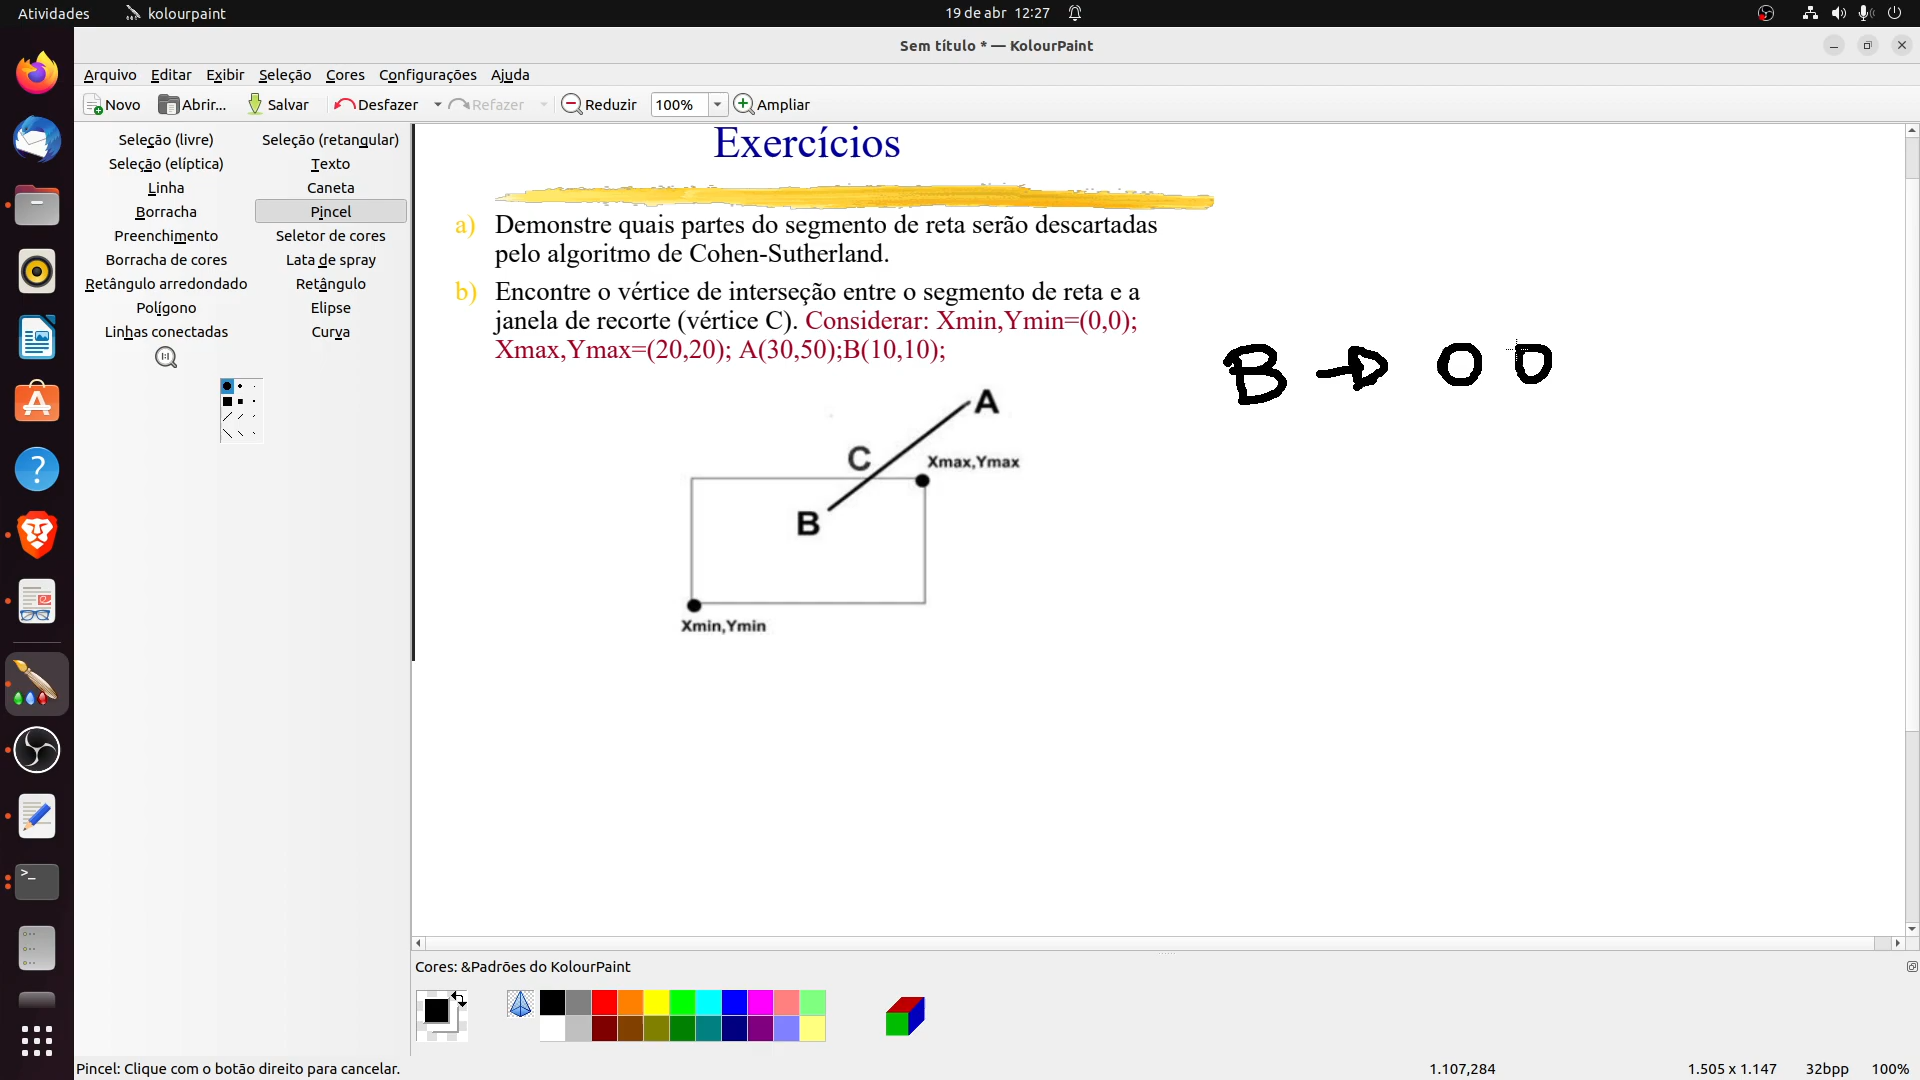 Atividades kolourpaint 19 de abr 12:27
Sem título * — KolourPaint
Arquivo Editar Exibir Seleção Cores Configurações Ajuda
Novo Abrir... Salvar Desfazer Refazer Reduzir 100% Ampliar
Seleção (livre) Seleção (retangular)
Seleção (elíptica) Texto
Linha Caneta
Borracha Pincel
Preenchimento Seletor de cores
Borracha de cores Lata de spray
Retângulo arredondado Retângulo
Polígono Elipse
Linhas conectadas Curva
Exercícios
a) Demonstre quais partes do segmento de reta serão descartadas
pelo algoritmo de Cohen-Sutherland.
b) Encontre o vértice de interseção entre o segmento de reta e a
janela de recorte (vértice C). Considerar: Xmin,Ymin=(0,0);
Xmax,Ymax=(20,20); A(30,50);B(10,10);
B → 0 0
A
C
Xmax,Ymax
B
Xmin,Ymin
Cores: &Padrões do KolourPaint
Pincel: Clique com o botão direito para cancelar. 1.107,284 1.505 x 1.147 32bpp 100%